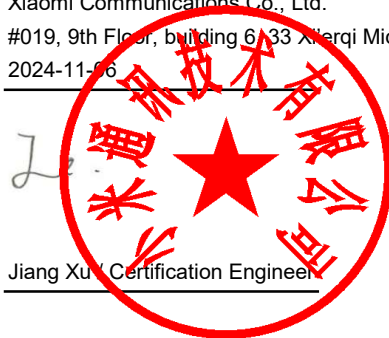 Xiaomi Communications Co., Ltd.
#019, 9th Floor, building 6, 33 Xierqi
2024-11-06
小米通讯技术有限公司
Jiang Xu / Certification Engineer